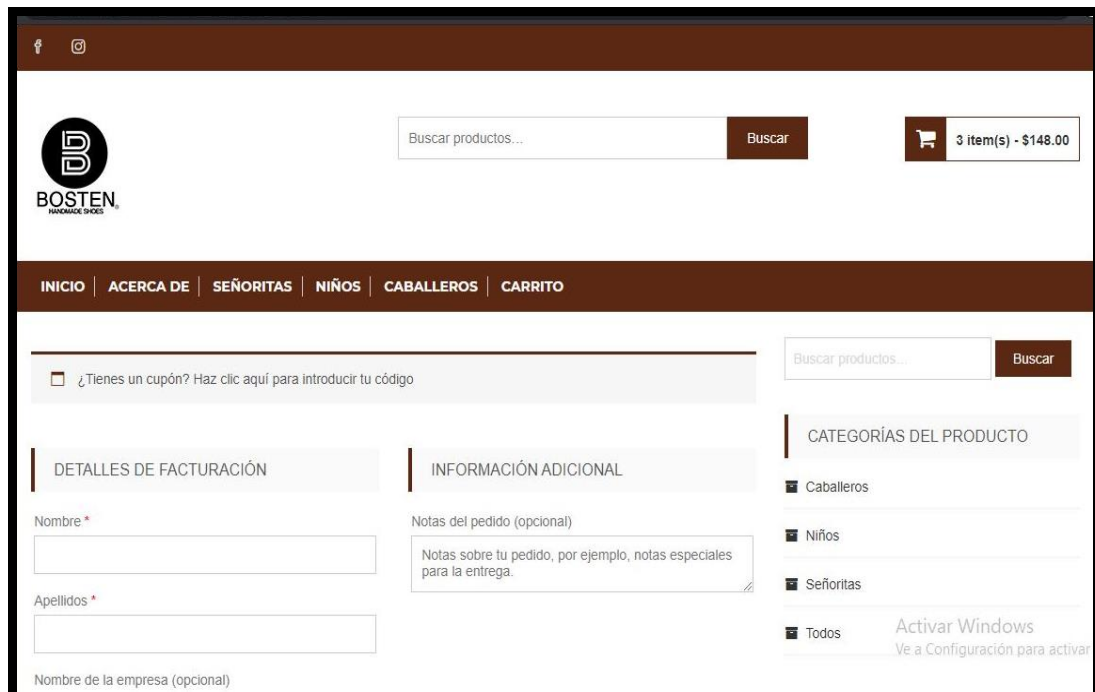 Buscar productos...
Buscar
3 item(s) - $148.00
B
BOSTEN®
HANDMADE SHOES
INICIO
ACERCA DE
SEÑORITAS
NIÑOS
CABALLEROS
CARRITO
¿Tienes un cupón? Haz clic aquí para introducir tu código
DETALLES DE FACTURACIÓN
Nombre *
Apellidos *
Nombre de la empresa (opcional)
INFORMACIÓN ADICIONAL
Notas del pedido (opcional)
Notas sobre tu pedido, por ejemplo, notas especiales
para la entrega.
Buscar productos...
Buscar
CATEGORÍAS DEL PRODUCTO
Caballeros
Niños
Señoritas
Todos
Activar Windows
Ve a Configuración para activar